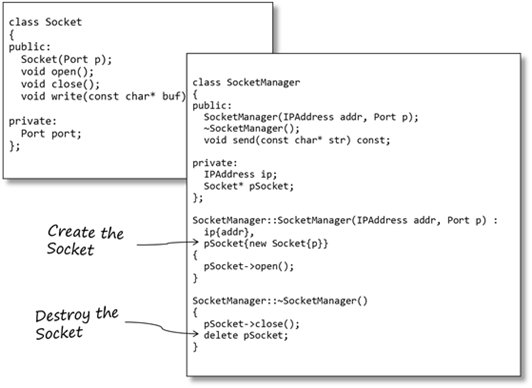 class Socket
{
public:
Socket(Port p);
void open();
void close();
void write(const char* buf)
private:
Port port;
};
class SocketManager
{
public:
SocketManager(IPAddress addr, Port p);
~SocketManager();
void send(const char* str) const;
private:
IPAddress ip;
Socket* pSocket;
};
SocketManager::SocketManager(IPAddress addr, Port p) :
ip{addr},
pSocket{new Socket{p}}
{
pSocket->open();
}
SocketManager::~SocketManager()
{
pSocket->close();
delete pSocket;
}
Create the
Socket
Destroy the
Socket